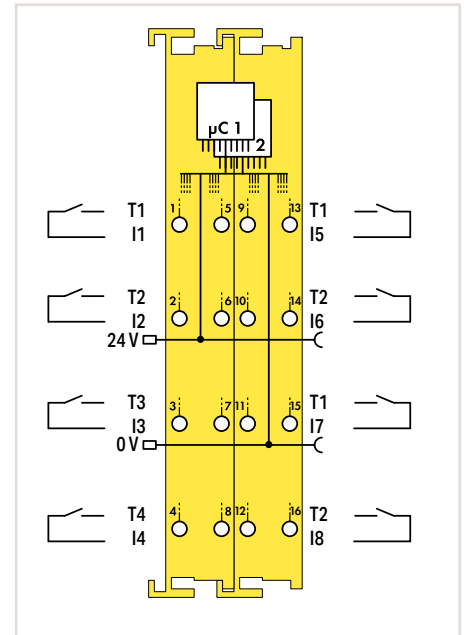 µC 1
2
1 5 9 13
T1 T1
I1 I5
2 6 10 14
T2 T2
I2 I6
24 V
3 7 11 15
T3 T1
I3 I7
0 V
4 8 12 16
T4 T2
I4 I8